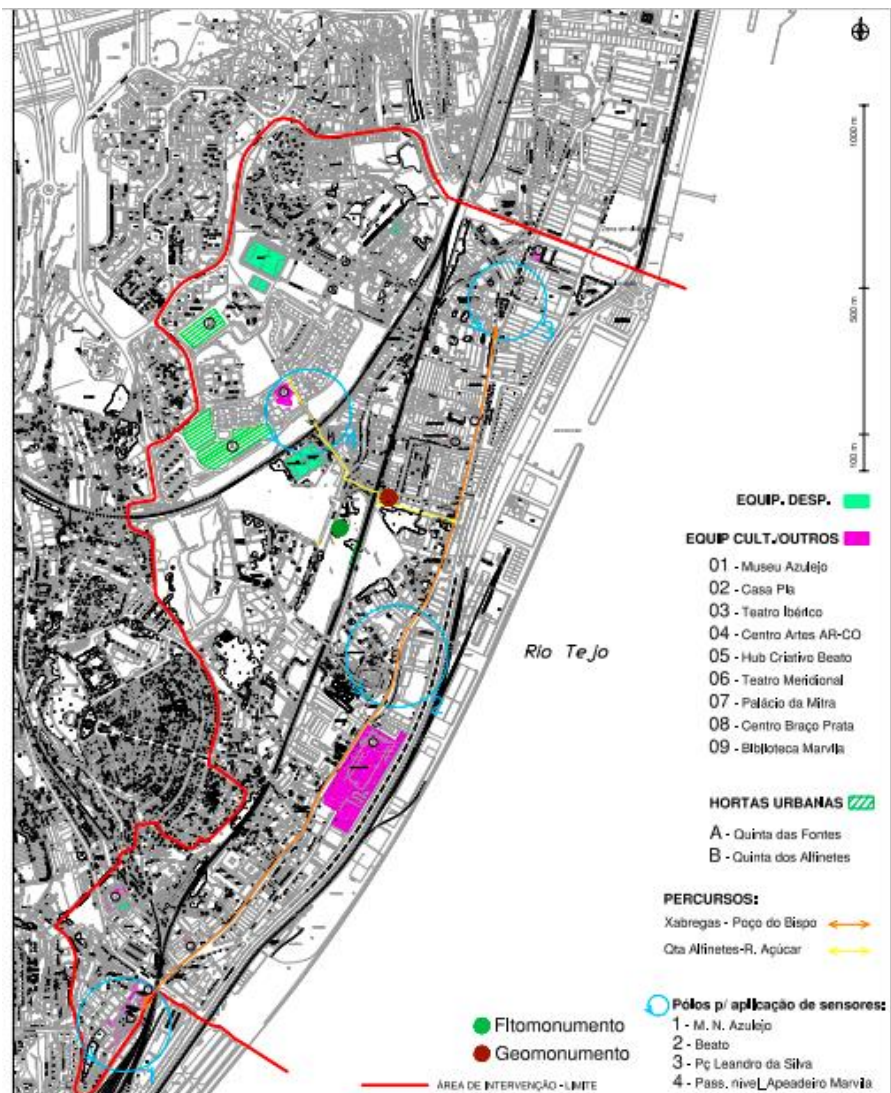 1000 m
500 m
100 m
EQUIP. DESP.
EQUIP CULT./OUTROS
01 - Museu Azulejo
02 - Casa Pia
03 - Teatro Ibérico
04 - Centro Artes AR-CO
05 - Hub Criativo Beato
06 - Teatro Meridional
07 - Palácio da Mitra
08 - Centro Braço Prata
09 - Biblioteca Marvila
Rio Tejo
HORTAS URBANAS
A - Quinta das Fontes
B - Quinta dos Alfinetes
PERCURSOS:
Xabregas - Poço do Bispo
Qta Alfinetes-R. Açúcar
Pólos p/ aplicação de sensores:
1 - M. N. Azulejo
2 - Beato
3 - Pç Leandro da Silva
4 - Pass. nível_Apeadeiro Marvila
Fitomonumento
Geomonumento
ÁREA DE INTERVENÇÃO - LIMITE
2